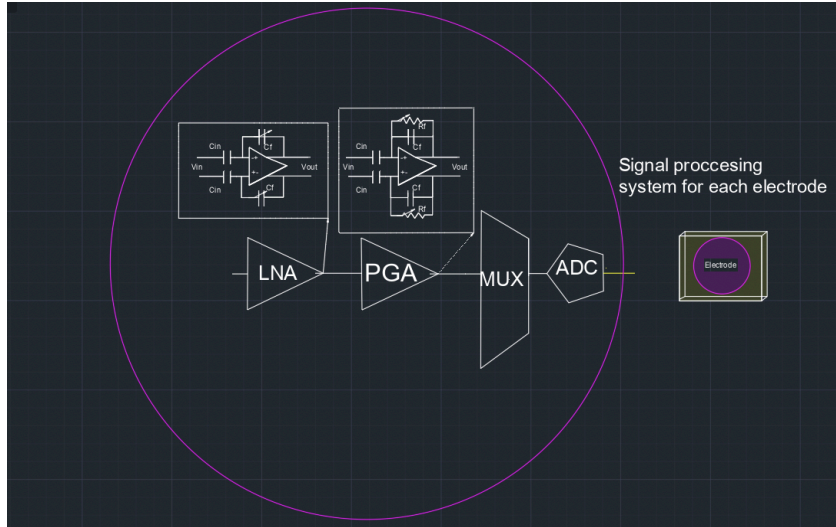 Rf
Cin
Cf
Vin
Vout
Cin
Cf
Cin
Cf
Vin
Vout
Cin
Cf
Rf
Signal proccesing
system for each electrode
LNA
PGA
MUX
ADC
Electrode